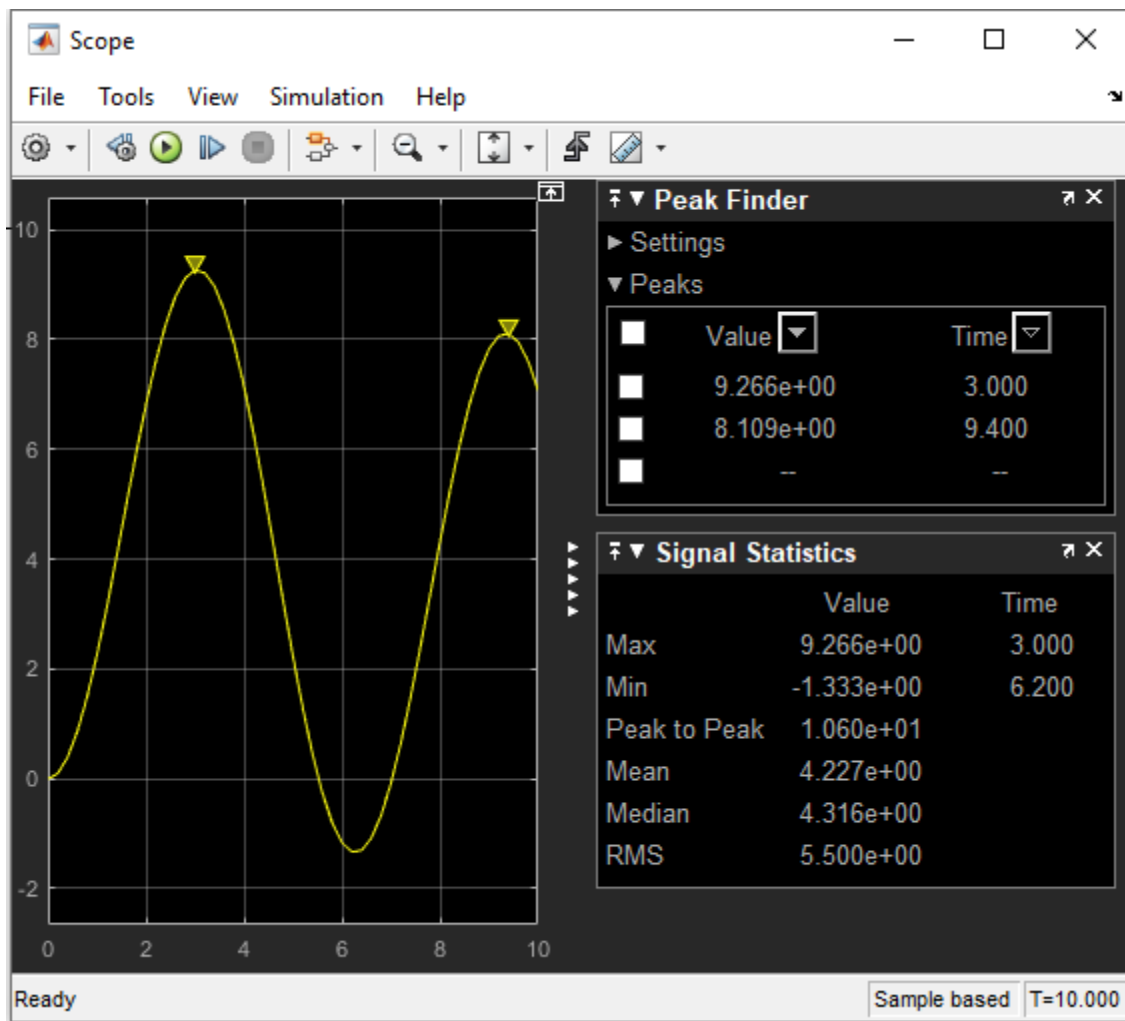 Scope
File Tools View Simulation Help
10
8
6
4
2
0
-2
0 2 4 6 8 10
Peak Finder
Settings
Peaks
Value Time
9.266e+00 3.000
8.109e+00 9.400
-- --
Signal Statistics
Value Time
Max 9.266e+00 3.000
Min -1.333e+00 6.200
Peak to Peak 1.060e+01
Mean 4.227e+00
Median 4.316e+00
RMS 5.500e+00
Ready Sample based T=10.000